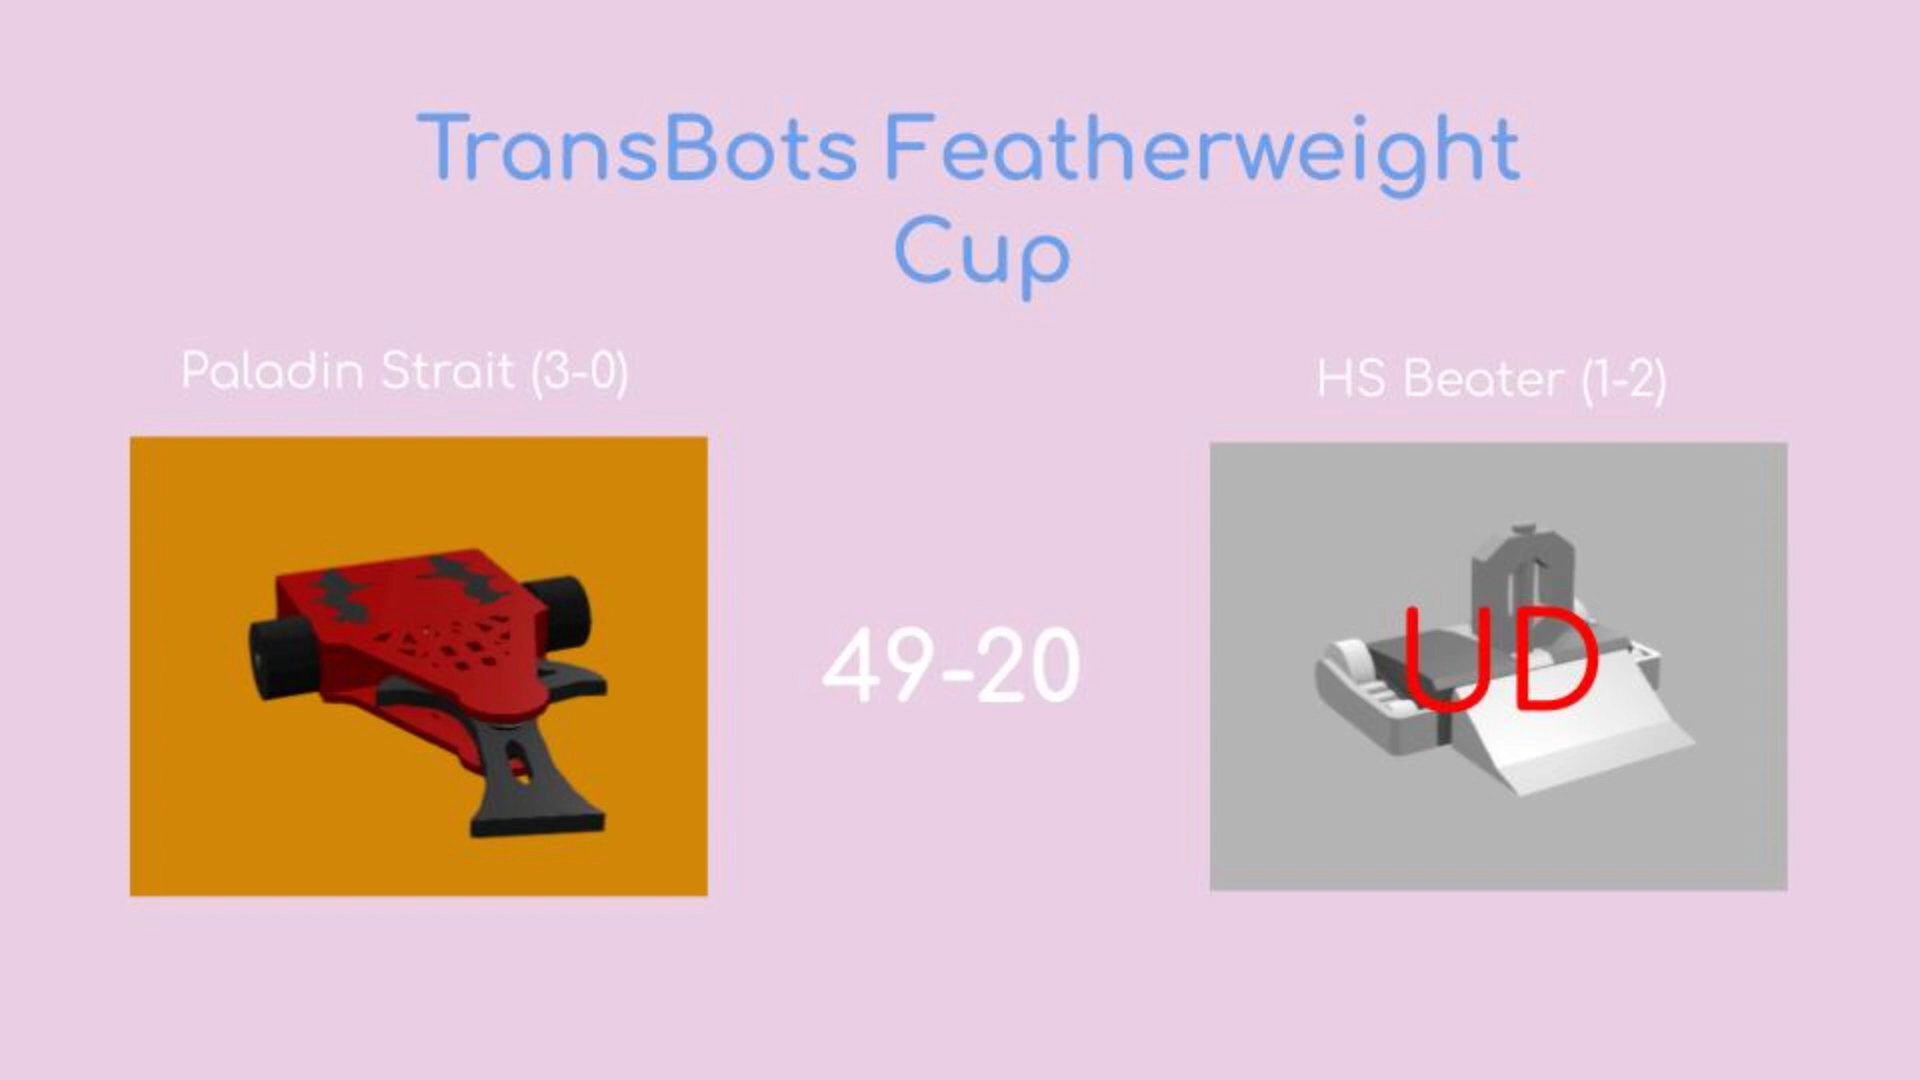 TransBots Featherweight
Cup
Paladin Strait (3-0)
HS Beater (1-2)
49-20
UD